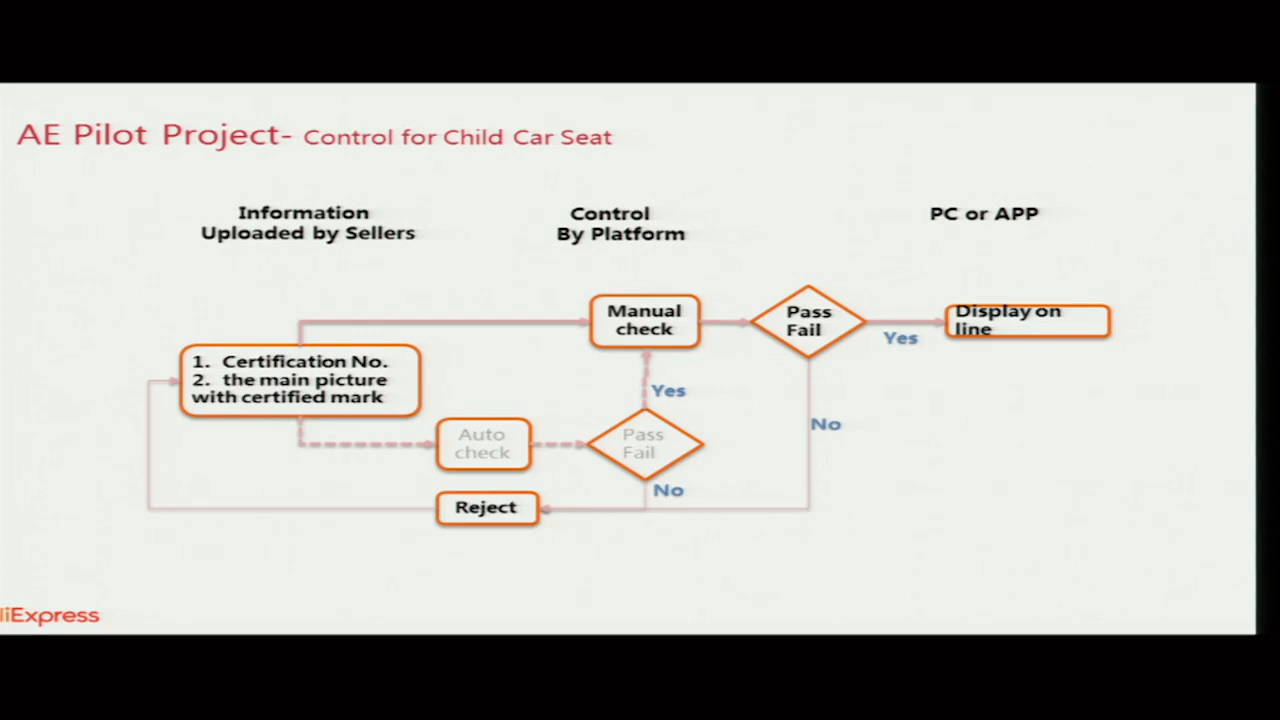 AE Pilot Project- Control for Child Car Seat
Information
Uploaded by Sellers
Control
By Platform
PC or APP
Manual
check
Pass
Fail
Display on
line
Yes
1. Certification No.
2. the main picture
with certified mark
Yes
No
Auto
check
Pass
Fail
No
Reject
liExpress